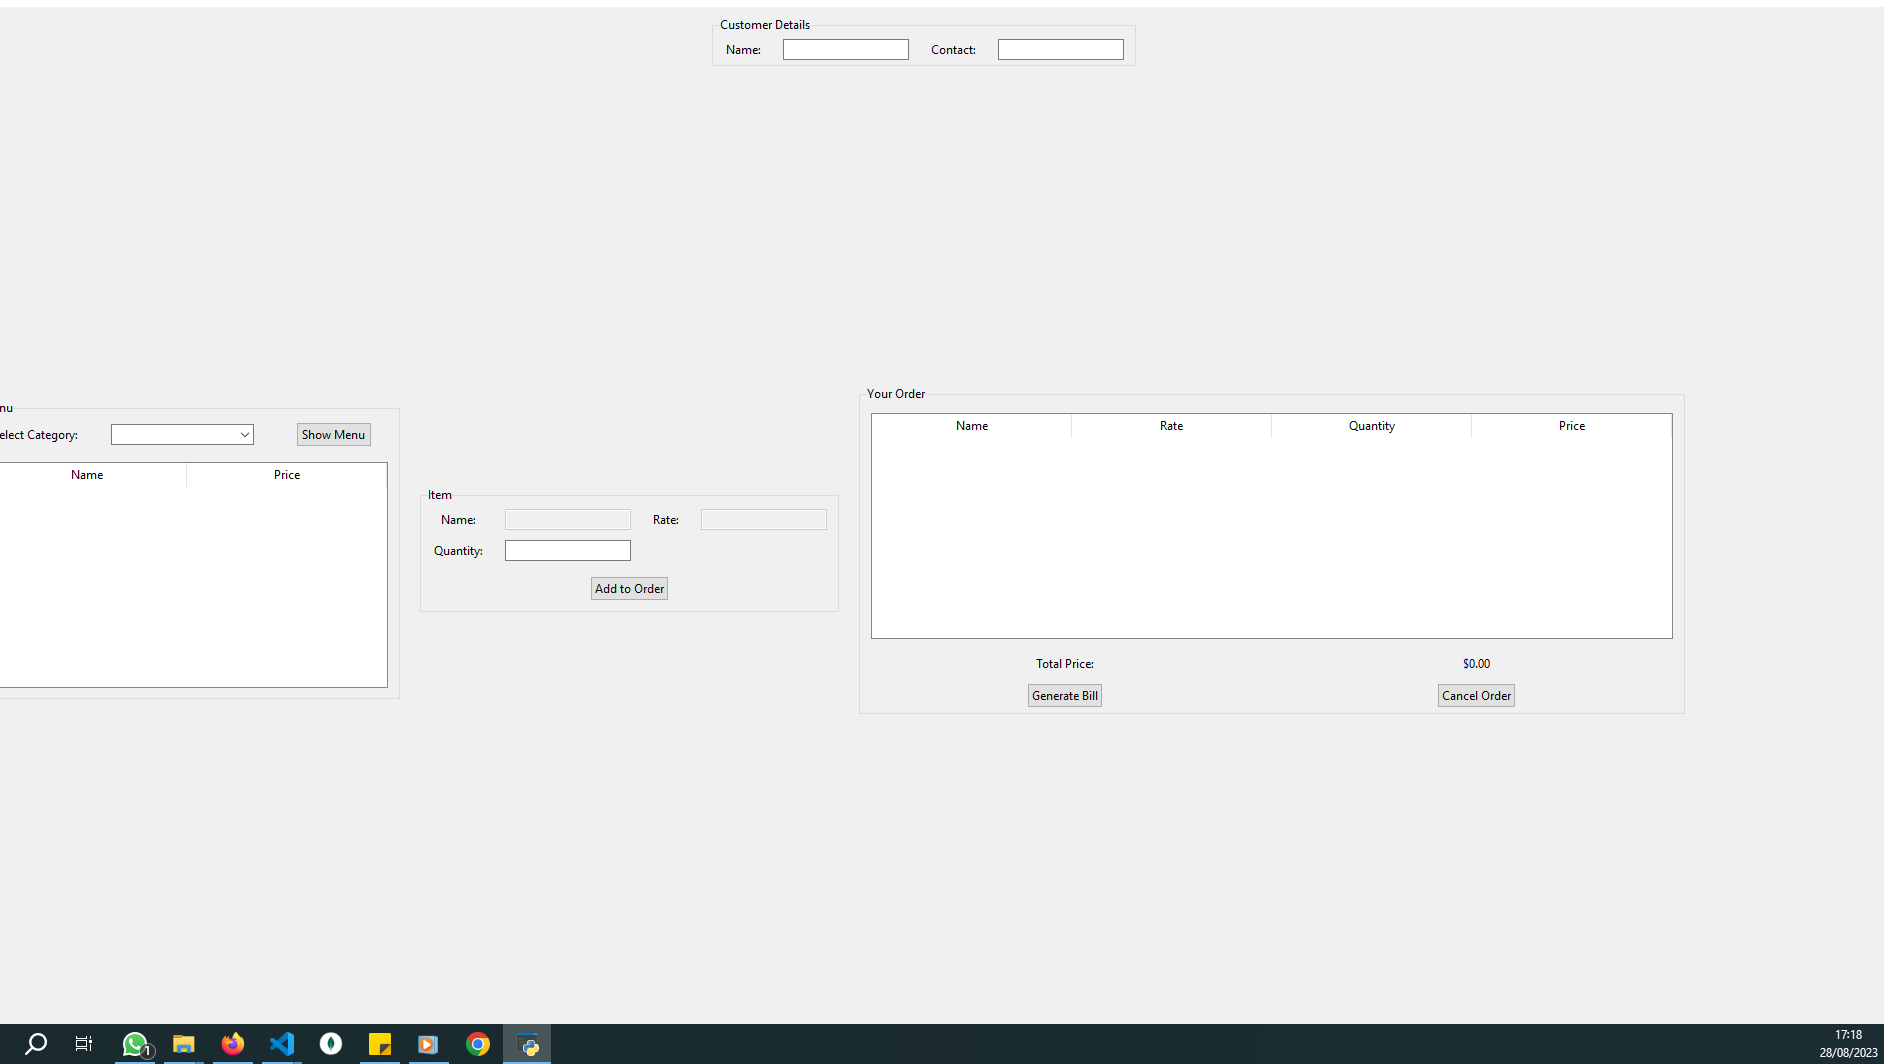 Customer Details
Name: Contact:
nu
elect Category: Show Menu
Name Price
Item
Name: Rate:
Quantity:
Add to Order
Your Order
Name Rate Quantity Price
Total Price: $0.00
Generate Bill Cancel Order
1
17:18
28/08/2023